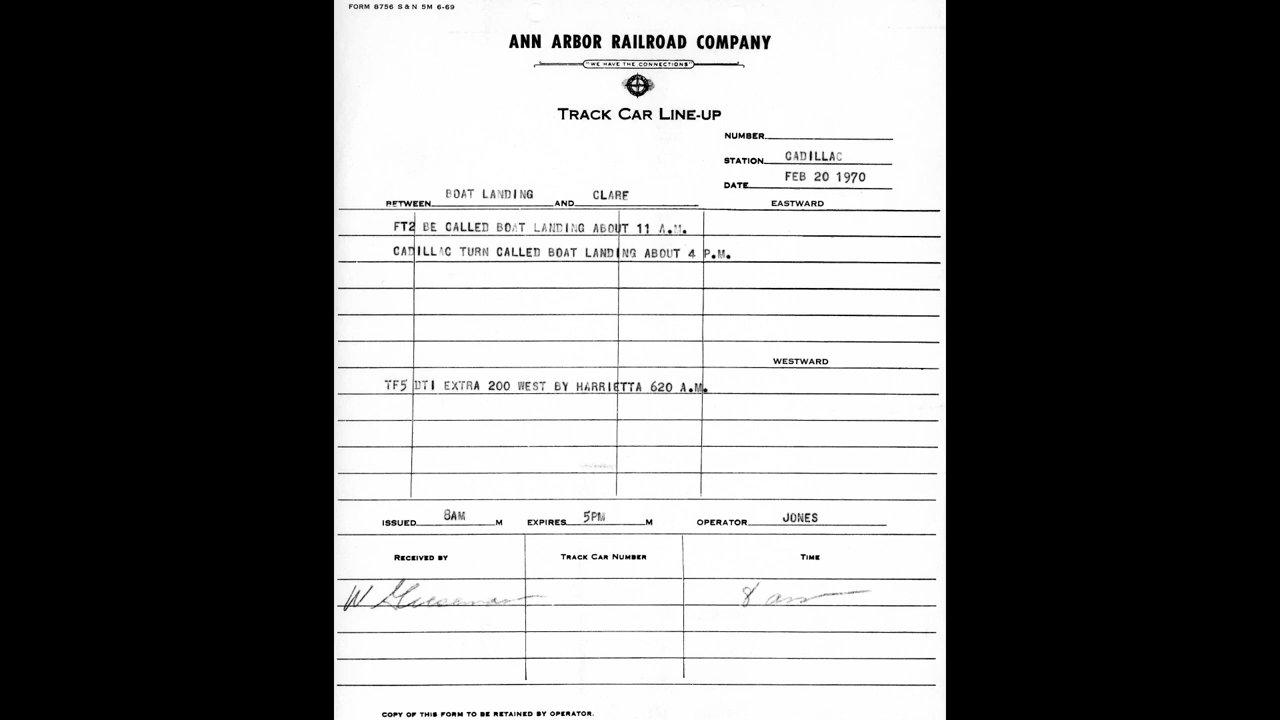 FORM 8756 S&N 5M 6-69
ANN ARBOR RAILROAD COMPANY
"WE HAVE THE CONNECTIONS"
TRACK CAR LINE-UP
NUMBER
STATION CADILLAC
DATE FEB 20 1970
BETWEEN BOAT LANDING AND CLARE
EASTWARD
FT2 BE CALLED BOAT LANDING ABOUT 11 A.M.
CADILLAC TURN CALLED BOAT LANDING ABOUT 4 P.M.
WESTWARD
TF5 DTI EXTRA 200 WEST BY HARRIETTA 620 A.M.
ISSUED 8AM M EXPIRES 5PM M OPERATOR JONES
RECEIVED BY TRACK CAR NUMBER TIME
W 8 am
COPY OF THIS FORM TO BE RETAINED BY OPERATOR.